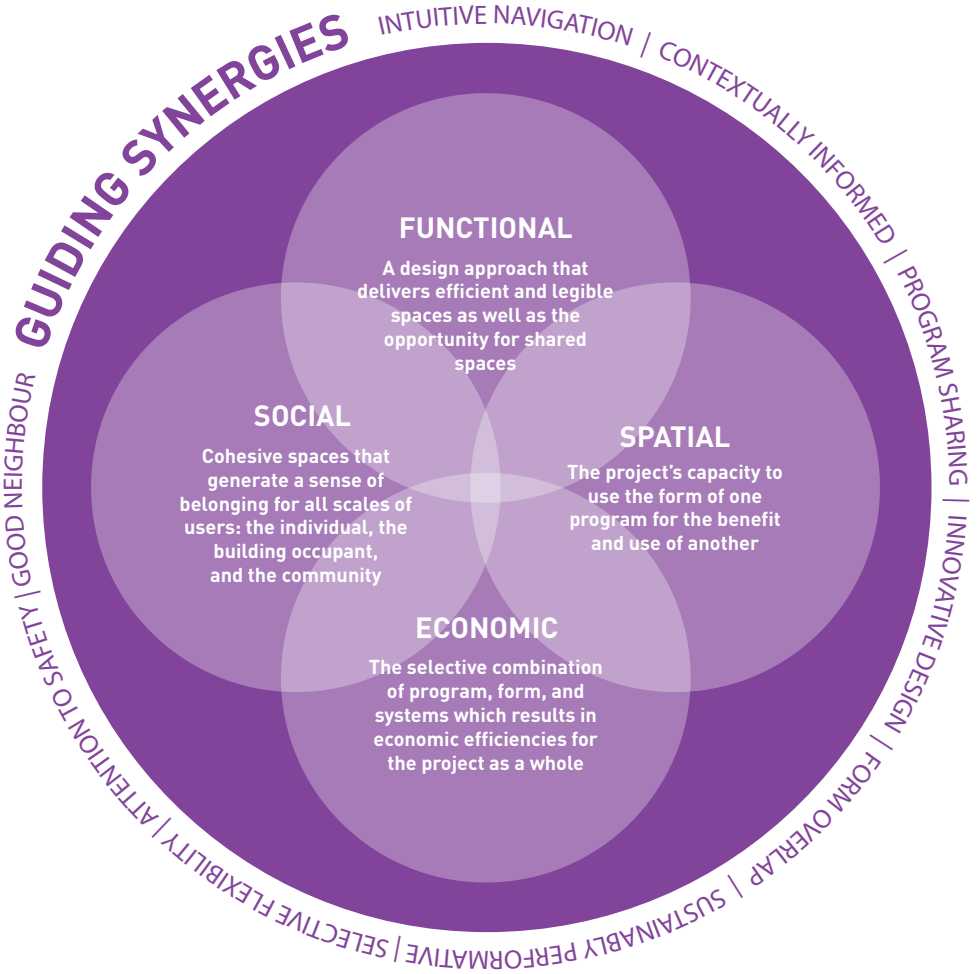 GUIDING SYNERGIES
INTUITIVE NAVIGATION | CONTEXTUALLY INFORMED | PROGRAM SHARING | INNOVATIVE DESIGN | FORM OVERLAP | SUSTAINABLY PERFORMATIVE | SELECTIVE FLEXIBILITY | ATTENTION TO SAFETY | GOOD NEIGHBOUR
FUNCTIONAL
A design approach that
delivers efficient and legible
spaces as well as the
opportunity for shared
spaces
SOCIAL
Cohesive spaces that
generate a sense of
belonging for all scales of
users: the individual, the
building occupant,
and the community
SPATIAL
The project's capacity to
use the form of one
program for the benefit
and use of another
ECONOMIC
The selective combination
of program, form, and
systems which results in
economic efficiencies for
the project as a whole